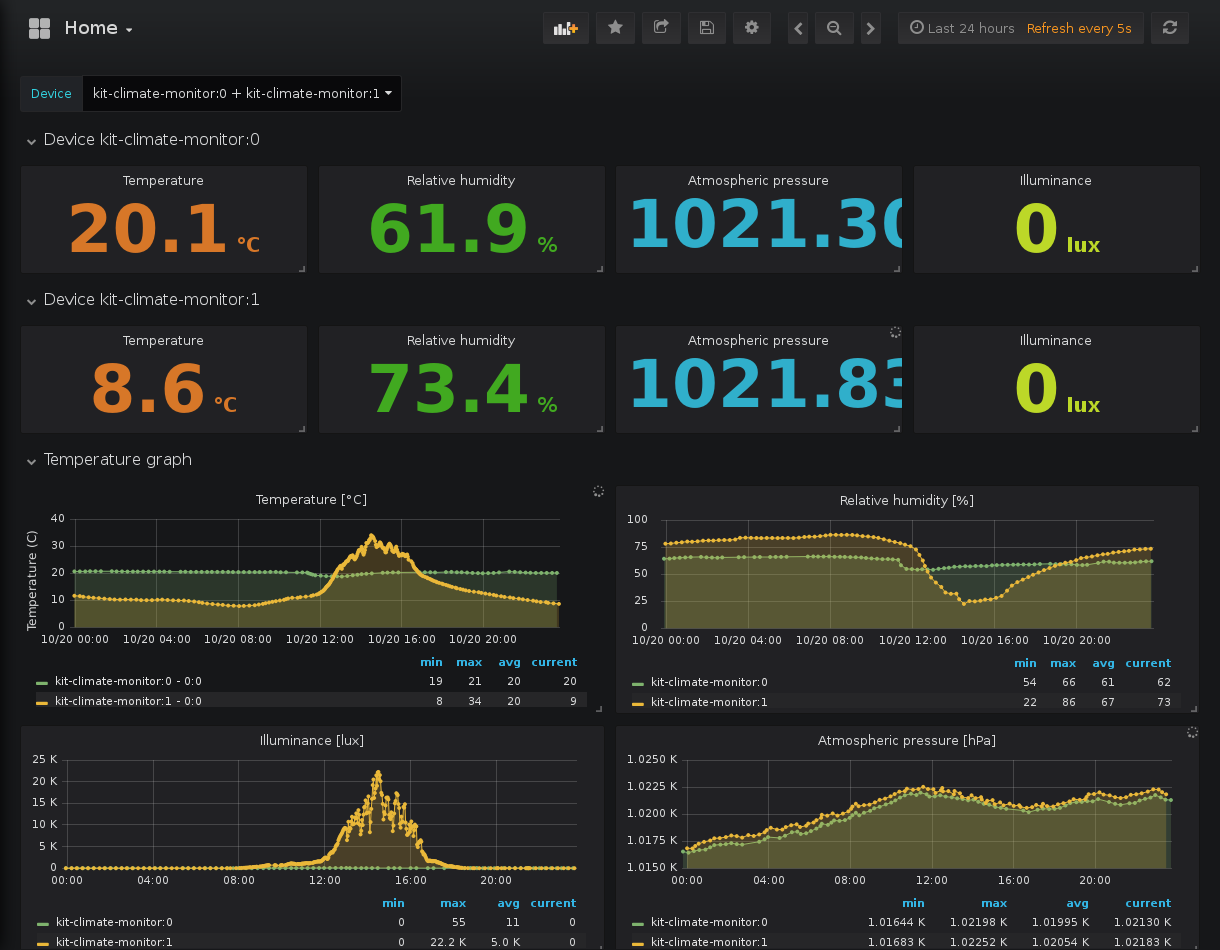 Home
Last 24 hours Refresh every 5s
Device kit-climate-monitor:0 + kit-climate-monitor:1
Device kit-climate-monitor:0
Temperature Relative humidity Atmospheric pressure Illuminance
20.1 °C 61.9 % 1021.30 0 lux
Device kit-climate-monitor:1
Temperature Relative humidity Atmospheric pressure Illuminance
8.6 °C 73.4 % 1021.83 0 lux
Temperature graph
Temperature [°C]
Temperature (C)
40
30
20
10
0
10/20 00:00 10/20 04:00 10/20 08:00 10/20 12:00 10/20 16:00 10/20 20:00
min max avg current
kit-climate-monitor:0 - 0:0 19 21 20 20
kit-climate-monitor:1 - 0:0 8 34 20 9
Relative humidity [%]
100
75
50
25
0
10/20 00:00 10/20 04:00 10/20 08:00 10/20 12:00 10/20 16:00 10/20 20:00
min max avg current
kit-climate-monitor:0 54 66 61 62
kit-climate-monitor:1 22 86 67 73
Illuminance [lux]
25 K
20 K
15 K
10 K
5 K
0
00:00 04:00 08:00 12:00 16:00 20:00
min max avg current
kit-climate-monitor:0 0 55 11 0
kit-climate-monitor:1 0 22.2 K 5.0 K 0
Atmospheric pressure [hPa]
1.0250 K
1.0225 K
1.0200 K
1.0175 K
1.0150 K
00:00 04:00 08:00 12:00 16:00 20:00
min max avg current
kit-climate-monitor:0 1.01644 K 1.02198 K 1.01995 K 1.02130 K
kit-climate-monitor:1 1.01683 K 1.02252 K 1.02054 K 1.02183 K